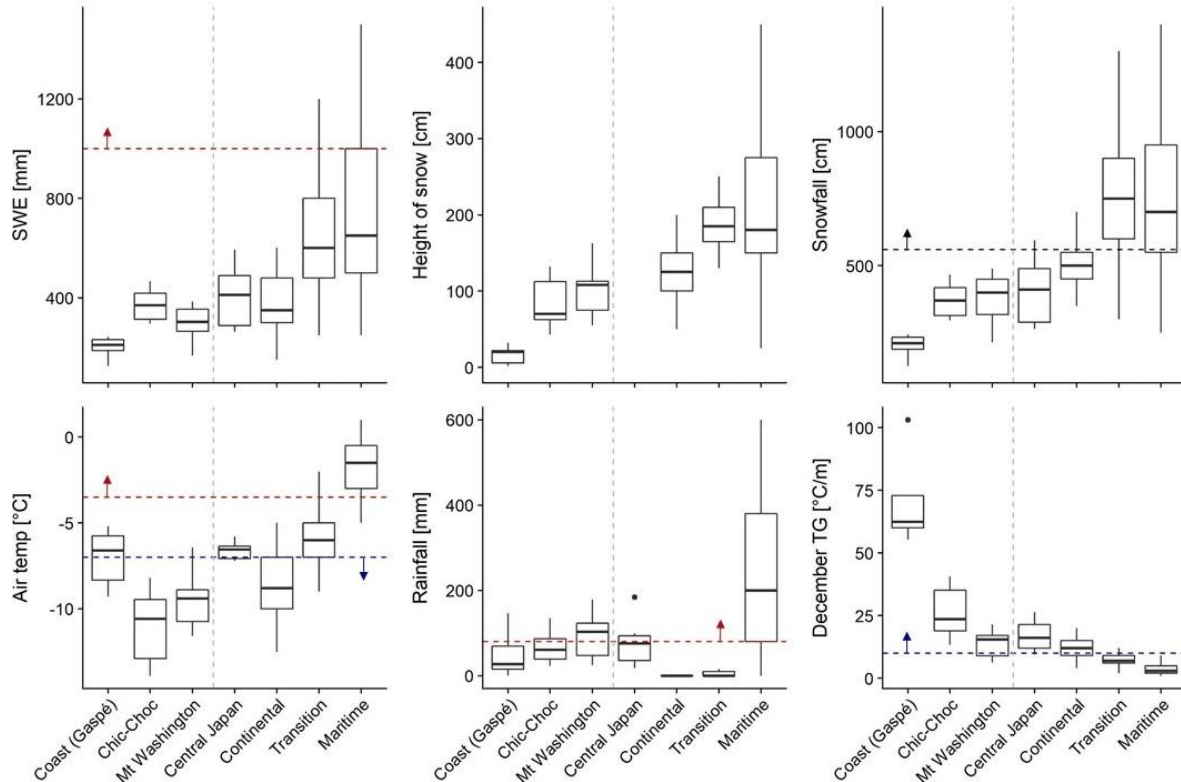 SWE [mm]
1200
800
400
Height of snow [cm]
400
300
200
100
0
Snowfall [cm]
1000
500
Air temp [°C]
0
-5
-10
Coast (Gaspé)
Chic-Choc
Mt Washington
Central Japan
Continental
Transition
Maritime
Rainfall [mm]
600
400
200
0
Coast (Gaspé)
Chic-Choc
Mt Washington
Central Japan
Continental
Transition
Maritime
December TG [°C/m]
100
75
50
25
0
Coast (Gaspé)
Chic-Choc
Mt Washington
Central Japan
Continental
Transition
Maritime